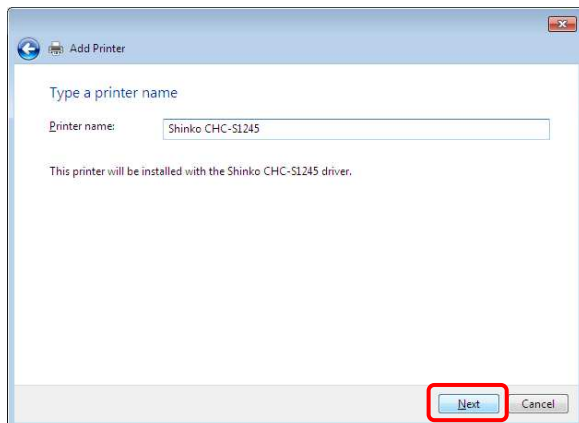 Add Printer
Type a printer name
Printer name: Shinko CHC-S1245
This printer will be installed with the Shinko CHC-S1245 driver.
Next Cancel